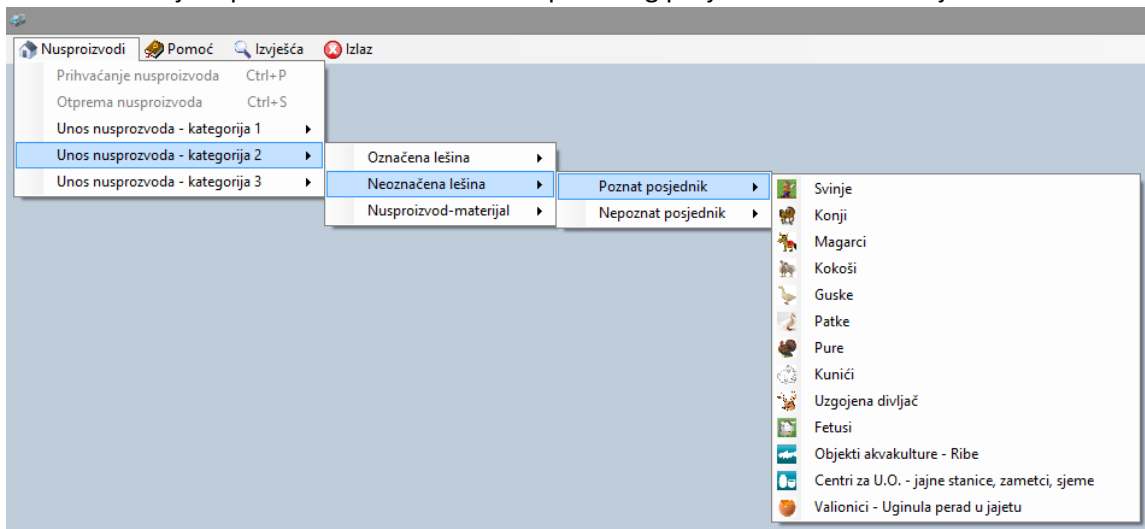 Nusproizvodi Pomoć Izvješća Izlaz
Prihvaćanje nusproizvoda Ctrl+P
Otprema nusproizvoda Ctrl+S
Unos nusprozvoda - kategorija 1
Unos nusprozvoda - kategorija 2
Unos nusprozvoda - kategorija 3
Označena lešina
Neoznačena lešina
Nusproizvod-materijal
Poznat posjednik
Nepoznat posjednik
Svinje
Konji
Magarci
Kokoši
Guske
Patke
Pure
Kunići
Uzgojena divljač
Fetusi
Objekti akvakulture - Ribe
Centri za U.O. - jajne stanice, zametci, sjeme
Valionici - Uginula perad u jajetu